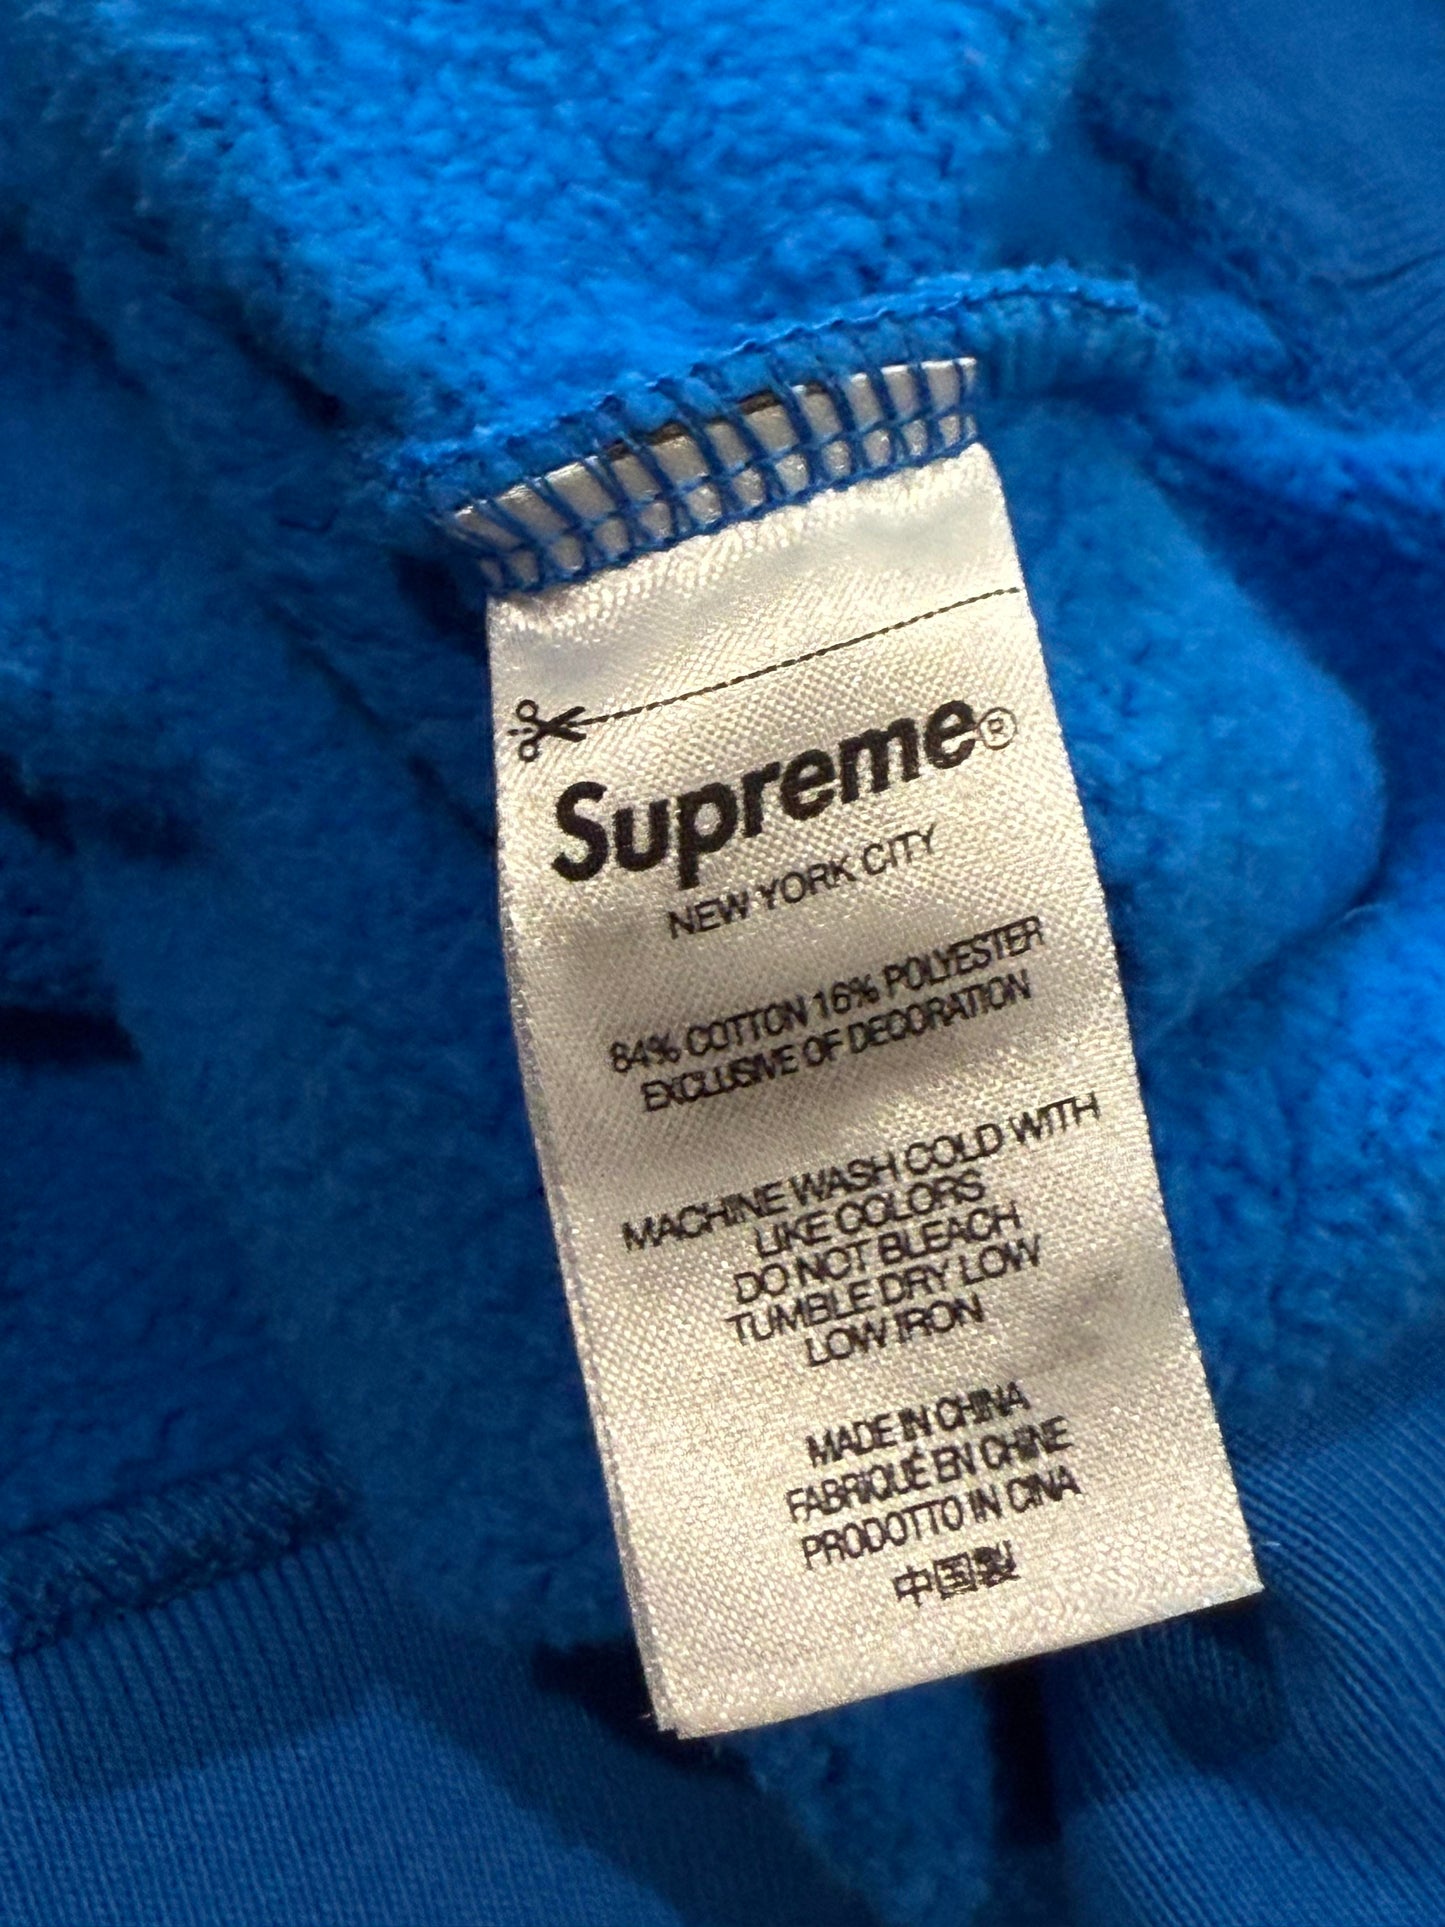 Supreme®
NEW YORK CITY
84% COTTON 16% POLYESTER
EXCLUSIVE OF DECORATION
MACHINE WASH COLD WITH
LIKE COLORS
DO NOT BLEACH
TUMBLE DRY LOW
LOW IRON
MADE IN CHINA
FABRIQUÉ EN CHINE
PRODOTTO IN CINA
中国製